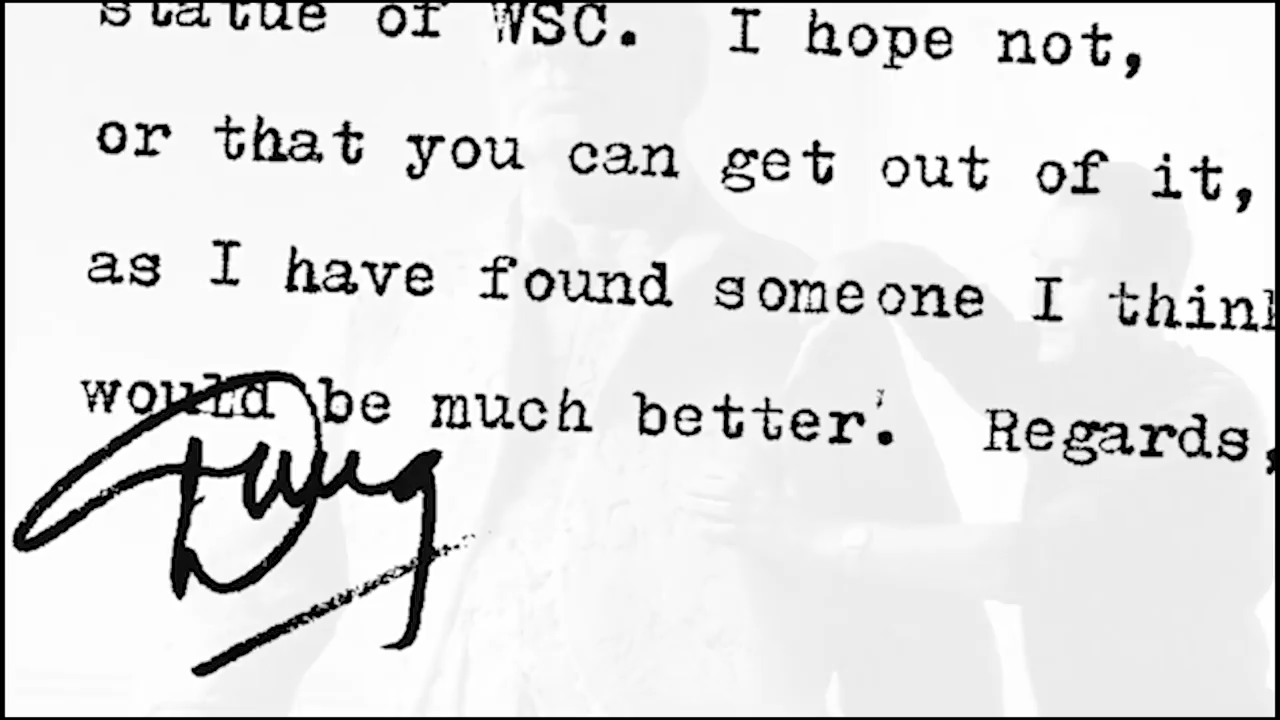 statue of WSC. I hope not,
or that you can get out of it,
as I have found someone I think
would be much better. Regards,
Doug